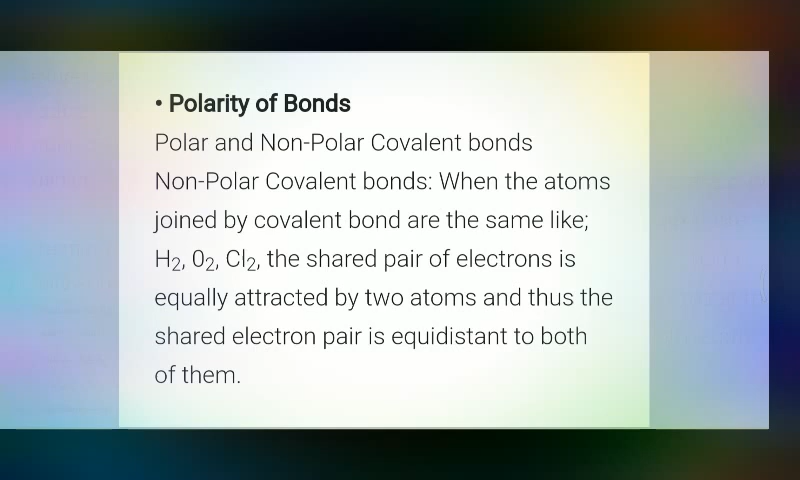 • Polarity of Bonds
Polar and Non-Polar Covalent bonds
Non-Polar Covalent bonds: When the atoms
joined by covalent bond are the same like;
H₂, 0₂, Cl₂, the shared pair of electrons is
equally attracted by two atoms and thus the
shared electron pair is equidistant to both
of them.